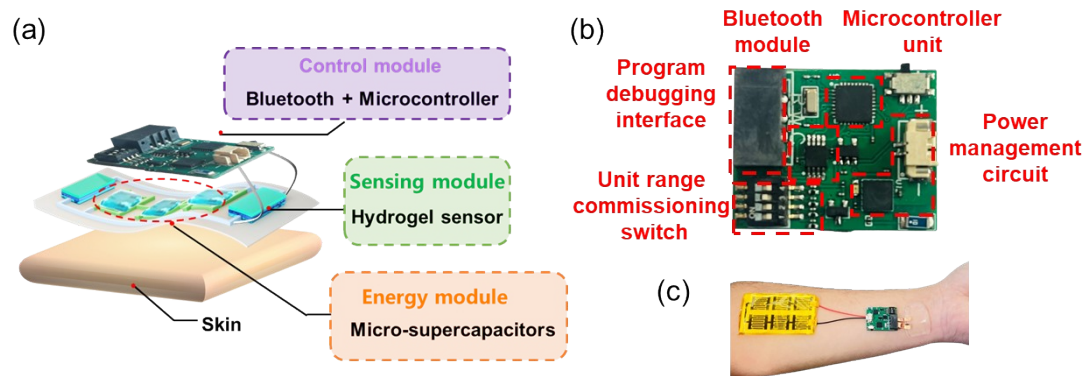 (a)
Control module
Bluetooth + Microcontroller
Sensing module
Hydrogel sensor
Energy module
Micro-supercapacitors
Skin
(b)
Bluetooth
module
Microcontroller
unit
Program
debugging
interface
Power
management
circuit
Unit range
commissioning
switch
(c)